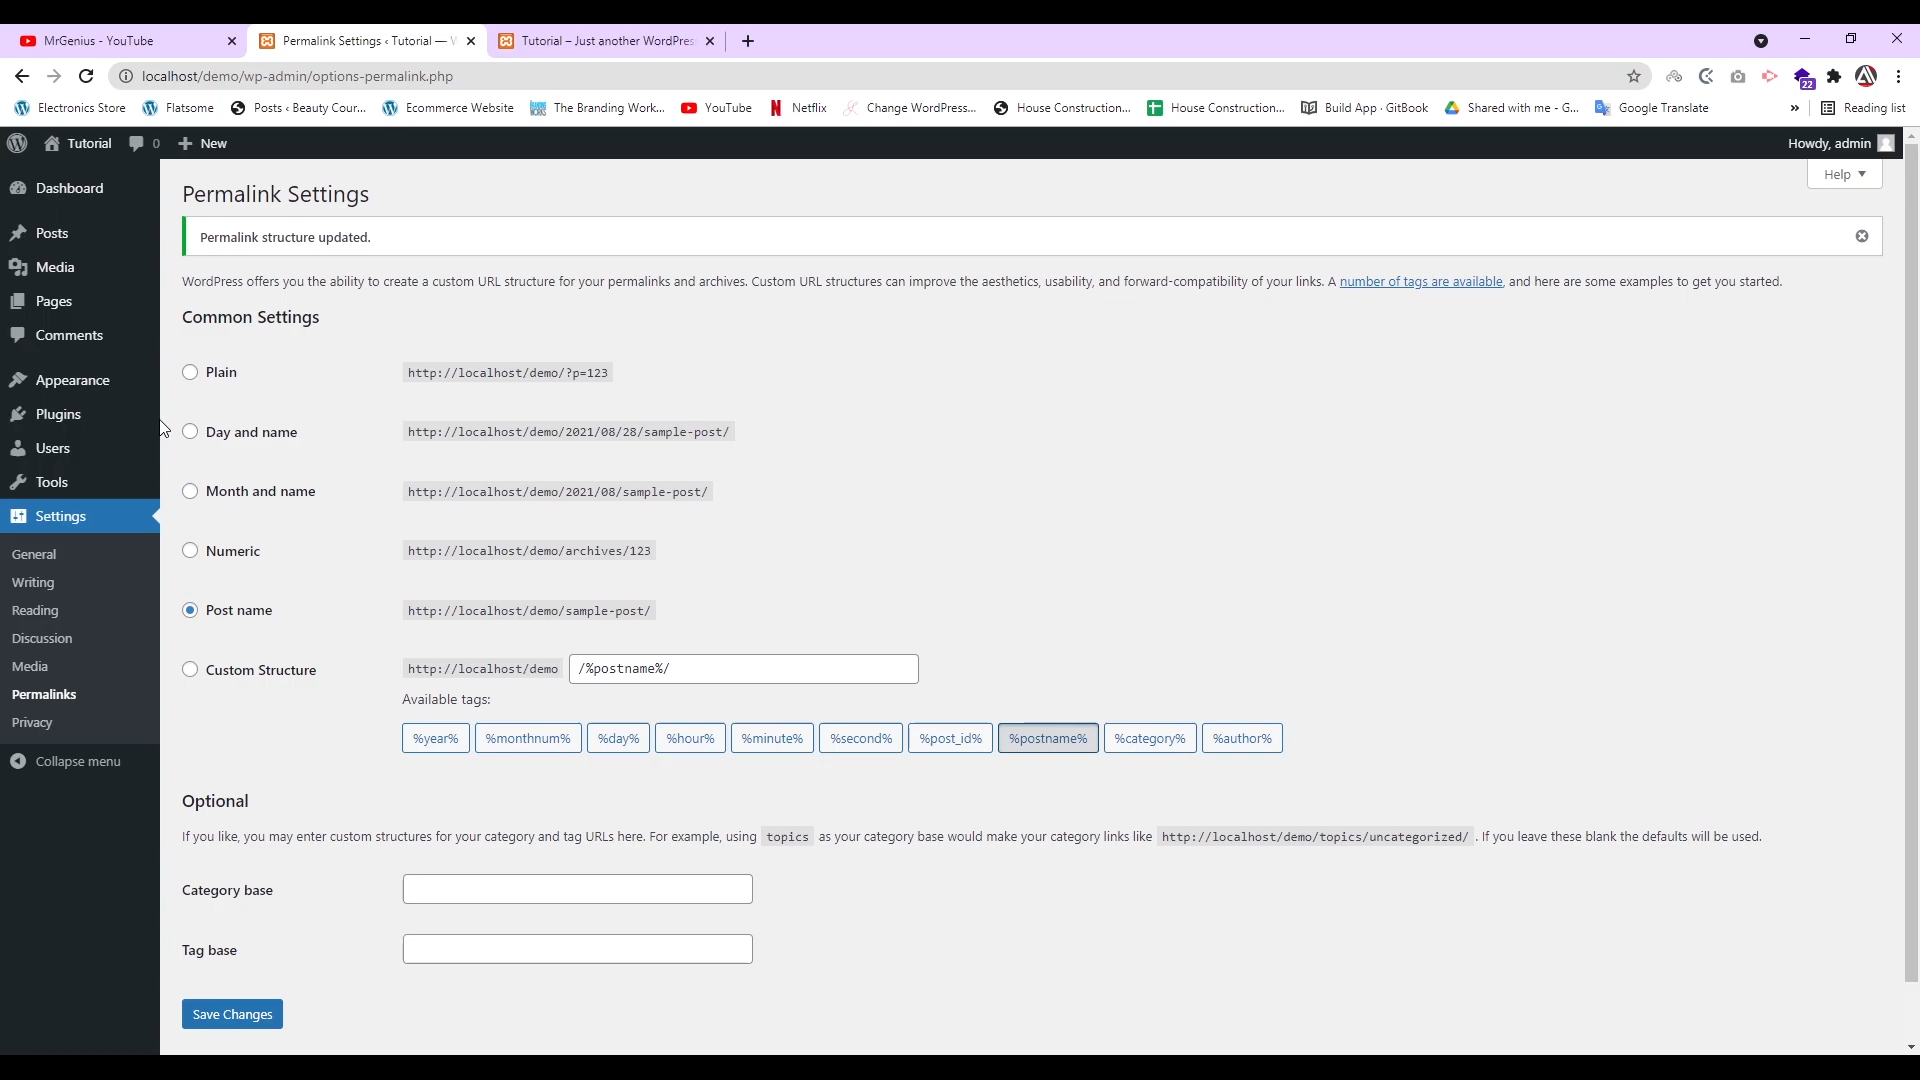 MrGenius - YouTube
Permalink Settings ‹ Tutorial — W
Tutorial – Just another WordPres
localhost/demo/wp-admin/options-permalink.php
22
Electronics Store
Flatsome
Posts ‹ Beauty Cour...
Ecommerce Website
The Branding Work...
YouTube
Netflix
Change WordPress...
House Construction...
House Construction...
Build App · GitBook
Shared with me - G...
Google Translate
»
Reading list
Tutorial
0
New
Howdy, admin
Help
Dashboard
Posts
Media
Pages
Comments
Appearance
Plugins
Users
Tools
Settings
General
Writing
Reading
Discussion
Media
Permalinks
Privacy
Collapse menu
Permalink Settings
Permalink structure updated.
WordPress offers you the ability to create a custom URL structure for your permalinks and archives. Custom URL structures can improve the aesthetics, usability, and forward-compatibility of your links. A number of tags are available, and here are some examples to get you started.
Common Settings
Plain http://localhost/demo/?p=123
Day and name http://localhost/demo/2021/08/28/sample-post/
Month and name http://localhost/demo/2021/08/sample-post/
Numeric http://localhost/demo/archives/123
Post name http://localhost/demo/sample-post/
Custom Structure http://localhost/demo /%postname%/
Available tags:
%year% %monthnum% %day% %hour% %minute% %second% %post_id% %postname% %category% %author%
Optional
If you like, you may enter custom structures for your category and tag URLs here. For example, using topics as your category base would make your category links like http://localhost/demo/topics/uncategorized/ . If you leave these blank the defaults will be used.
Category base
Tag base
Save Changes